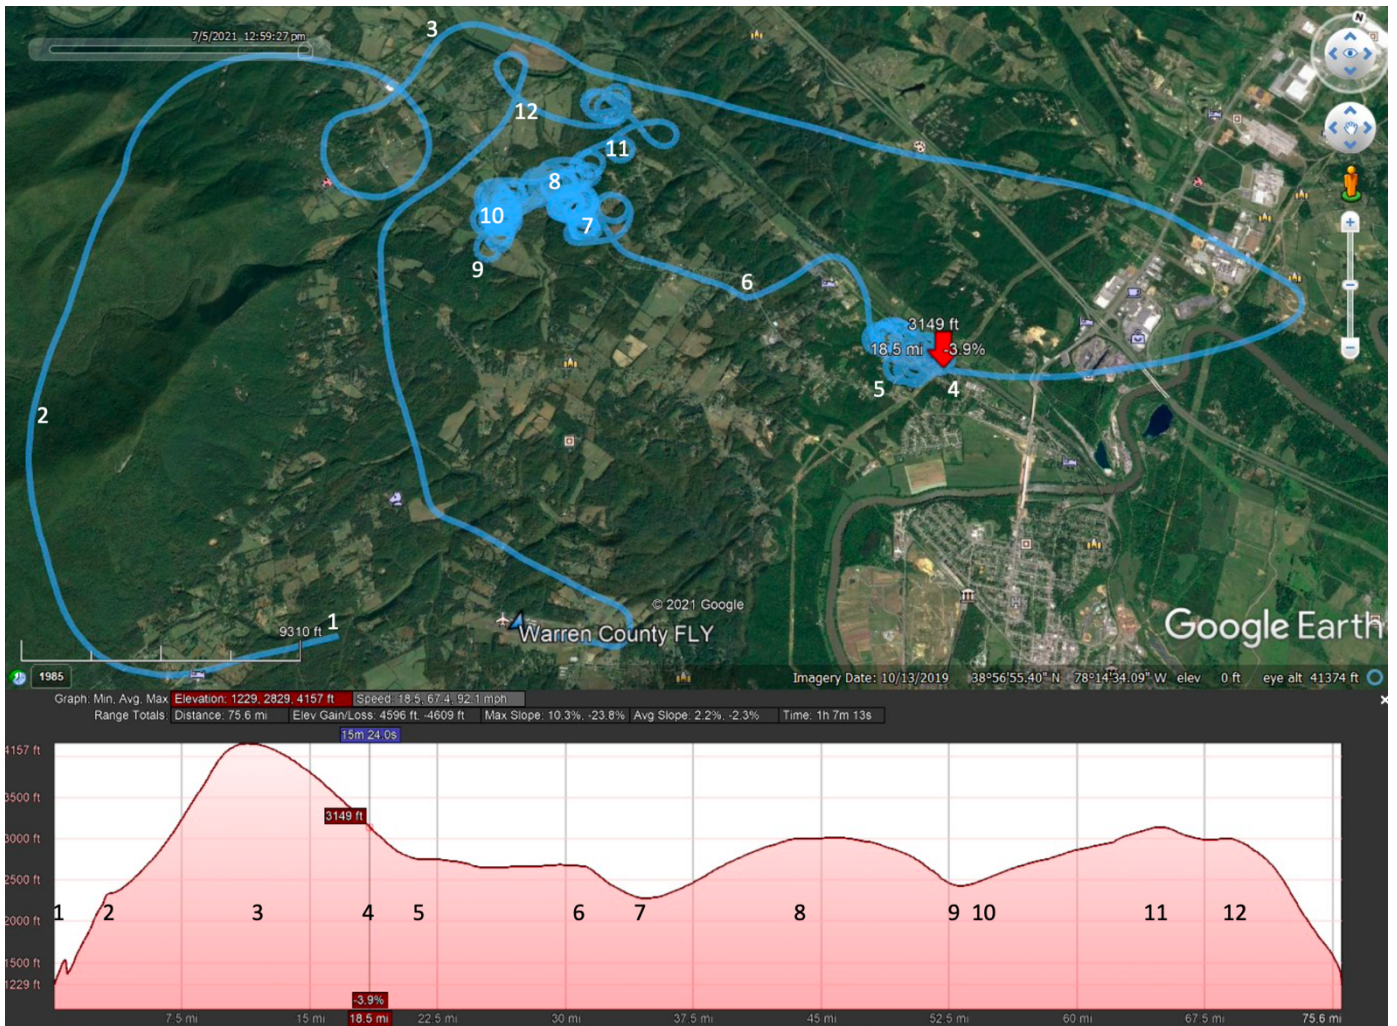 3
7/5/2021 12:59:27 pm
N
12
11
8
10
7
9
6
3149 ft
18.5 mi -3.9%
5
4
2
© 2021 Google
1
9310 ft
Warren County FLY
Google Earth
1985
Imagery Date: 10/13/2019 38°56'55.40" N 78°14'34.09" W elev 0 ft eye alt 41374 ft
Graph: Min, Avg, Max Elevation: 1229, 2829, 4157 ft Speed: 18.5, 67.4, 92.1 mph
Range Totals: Distance: 75.6 mi Elev Gain/Loss: 4596 ft, -4609 ft Max Slope: 10.3%, -23.8% Avg Slope: 2.2%, -2.3% Time: 1h 7m 13s
15m 24.0s
4157 ft
3500 ft
3149 ft
3000 ft
2500 ft
1 2 3 4 5 6 7 8 9 10 11 12
2000 ft
1500 ft
1229 ft
-3.9%
7.5 mi 15 mi 18.5 mi 22.5 mi 30 mi 37.5 mi 45 mi 52.5 mi 60 mi 67.5 mi 75.6 mi